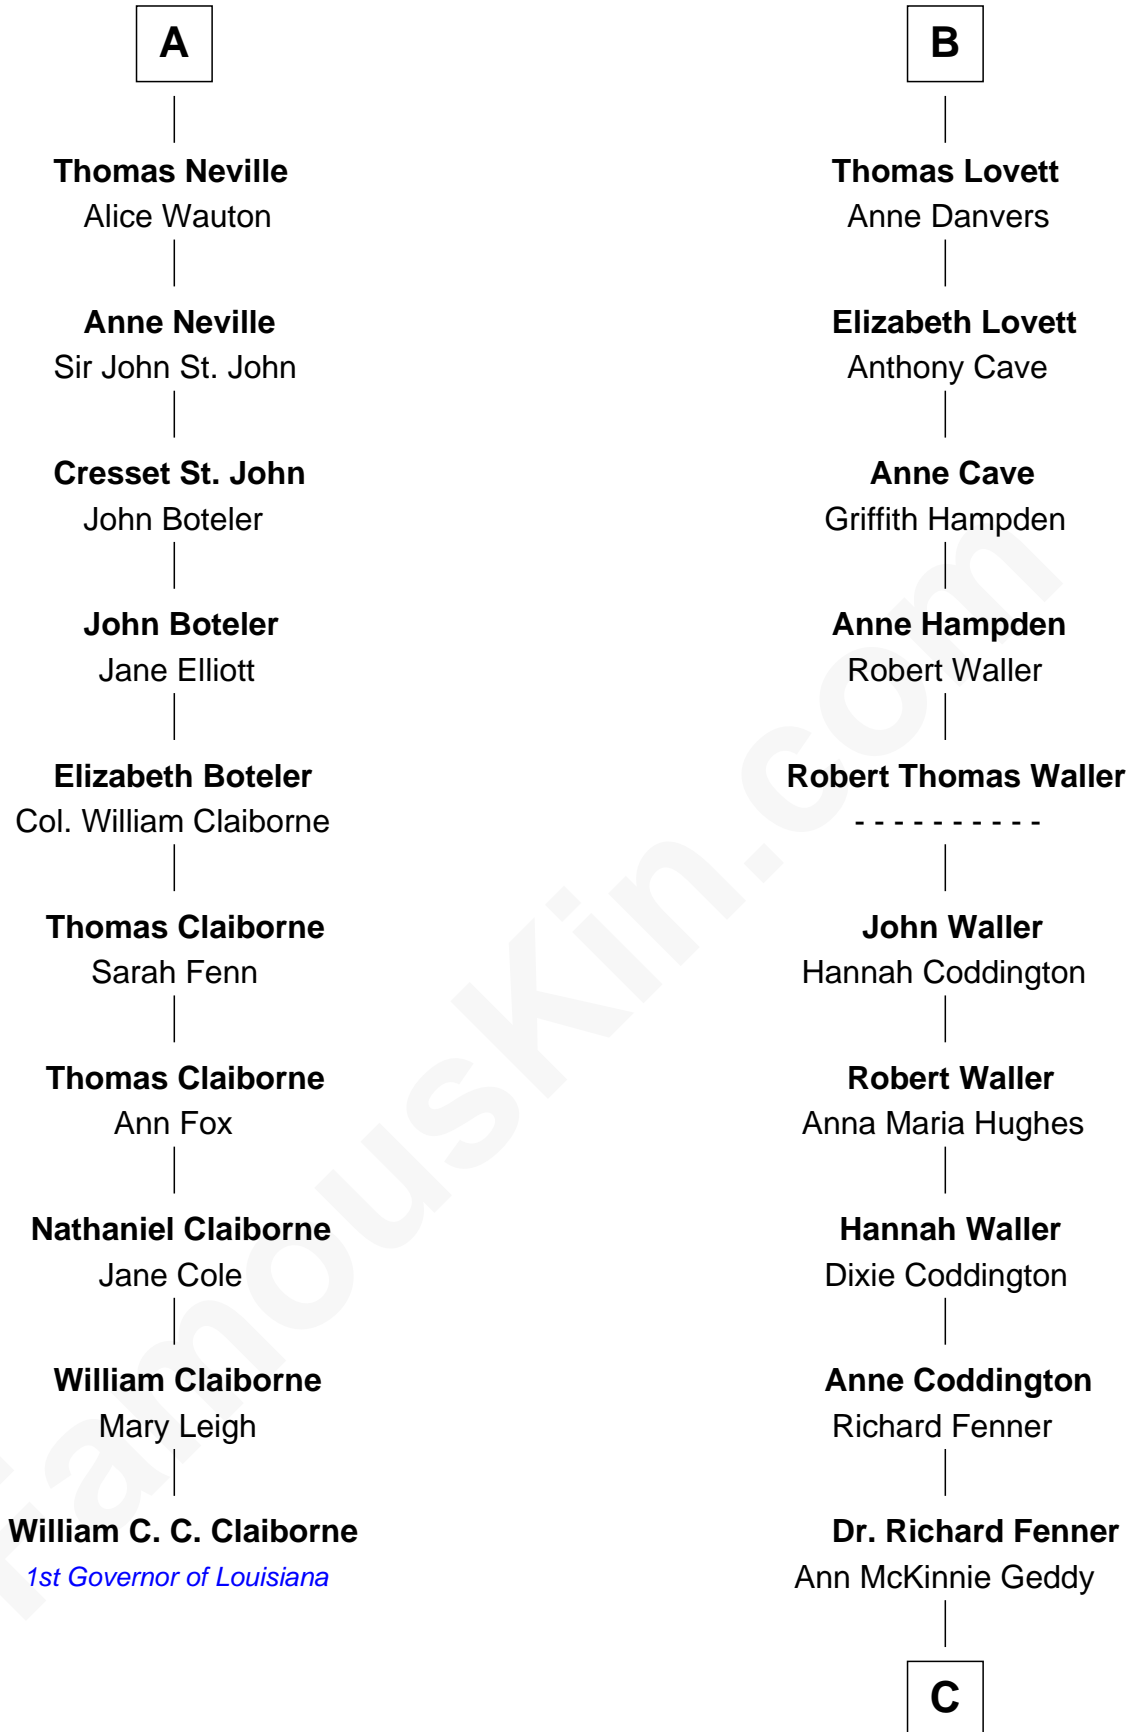 A
Thomas Neville
Alice Wauton
Anne Neville
Sir John St. John
Cresset St. John
John Boteler
John Boteler
Jane Elliott
Elizabeth Boteler
Col. William Claiborne
Thomas Claiborne
Sarah Fenn
Thomas Claiborne
Ann Fox
Nathaniel Claiborne
Jane Cole
William Claiborne
Mary Leigh
William C. C. Claiborne
1st Governor of Louisiana
B
Thomas Lovett
Anne Danvers
Elizabeth Lovett
Anthony Cave
Anne Cave
Griffith Hampden
Anne Hampden
Robert Waller
Robert Thomas Waller
- - - - - - - - - -
John Waller
Hannah Coddington
Robert Waller
Anna Maria Hughes
Hannah Waller
Dixie Coddington
Anne Coddington
Richard Fenner
Dr. Richard Fenner
Ann McKinnie Geddy
C
FamousKin.com